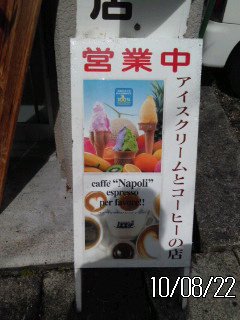 店.
営業中
アイスクリームとコーヒーの店
100%
caffe “Napoli”
espresso
per favore!!
10/08/22